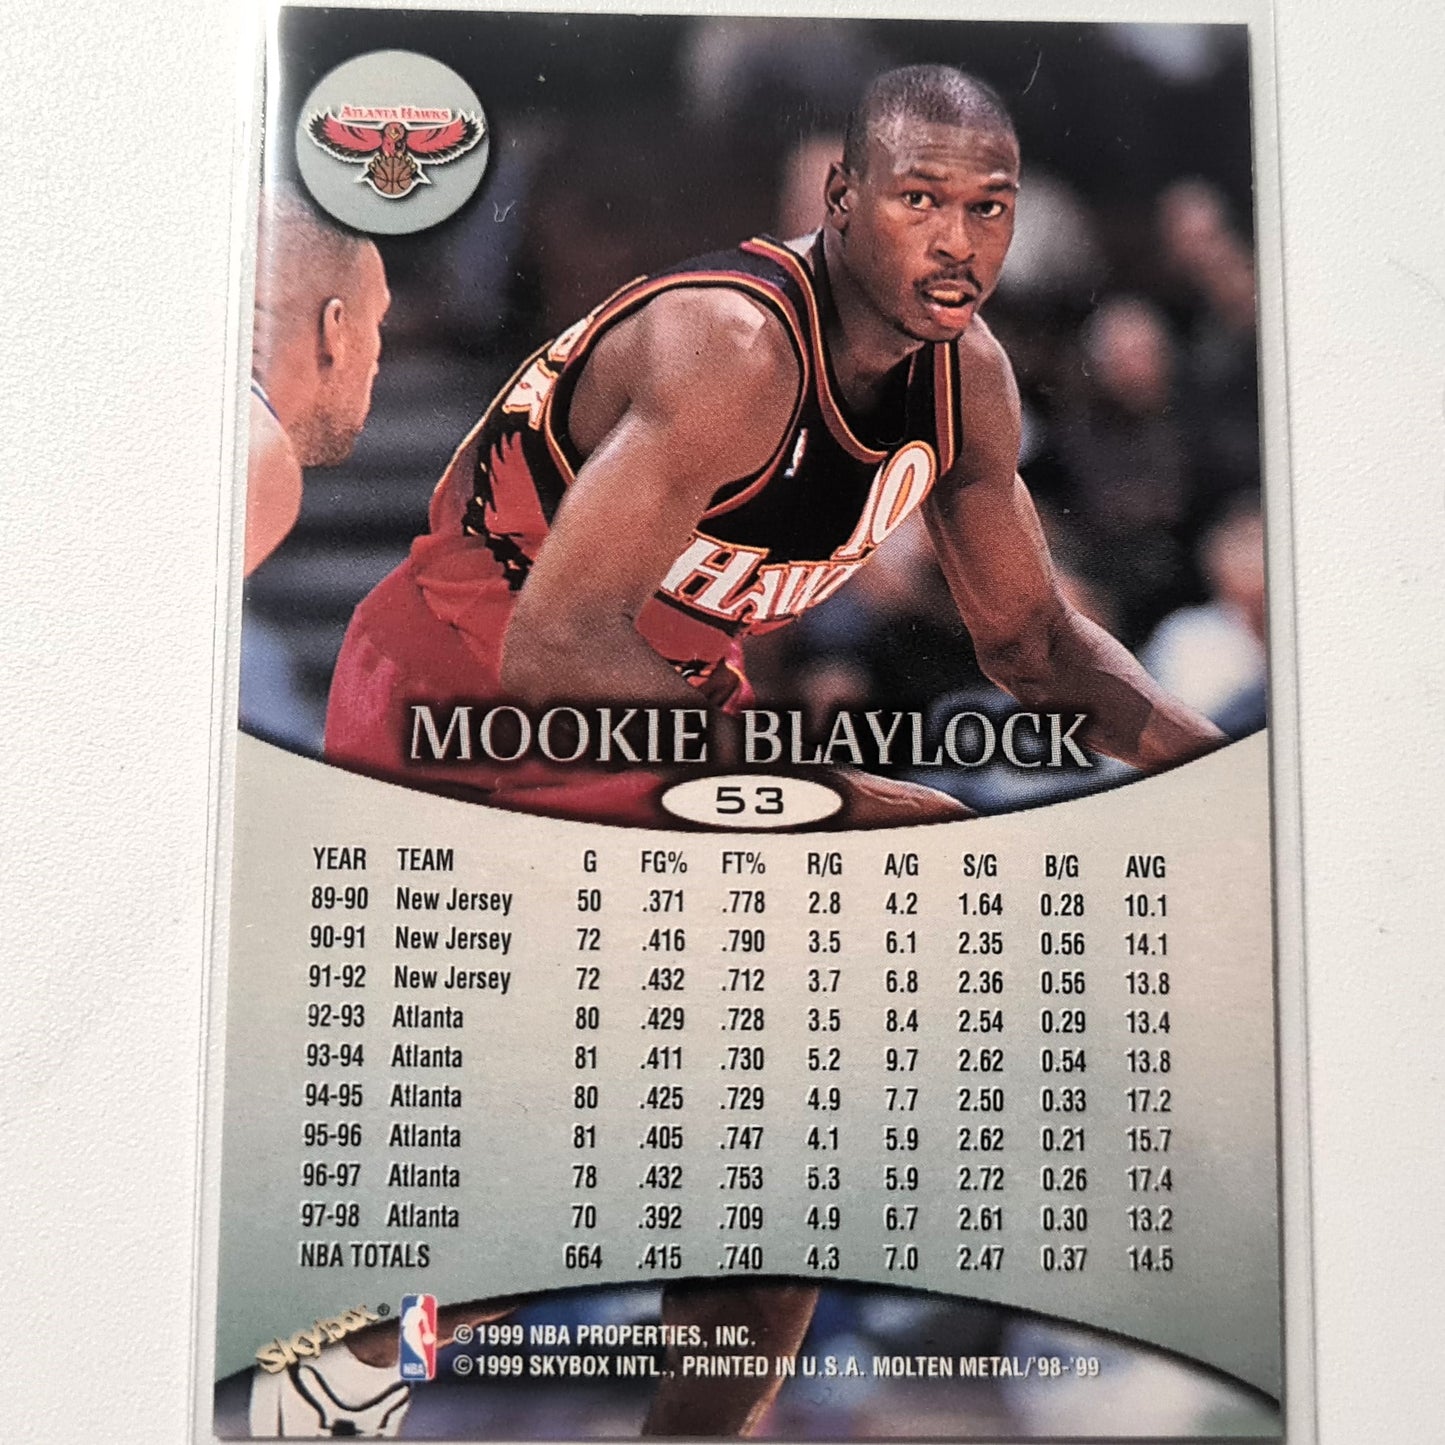 ATLANTA HAWKS
10
HAWKS
MOOKIE BLAYLOCK
53
YEAR TEAM G FG% FT% R/G A/G S/G B/G AVG
89-90 New Jersey 50 .371 .778 2.8 4.2 1.64 0.28 10.1
90-91 New Jersey 72 .416 .790 3.5 6.1 2.35 0.56 14.1
91-92 New Jersey 72 .432 .712 3.7 6.8 2.36 0.56 13.8
92-93 Atlanta 80 .429 .728 3.5 8.4 2.54 0.29 13.4
93-94 Atlanta 81 .411 .730 5.2 9.7 2.62 0.54 13.8
94-95 Atlanta 80 .425 .729 4.9 7.7 2.50 0.33 17.2
95-96 Atlanta 81 .405 .747 4.1 5.9 2.62 0.21 15.7
96-97 Atlanta 78 .432 .753 5.3 5.9 2.72 0.26 17.4
97-98 Atlanta 70 .392 .709 4.9 6.7 2.61 0.30 13.2
NBA TOTALS 664 .415 .740 4.3 7.0 2.47 0.37 14.5
SkyBox®
NBA
©1999 NBA PROPERTIES, INC.
©1999 SKYBOX INTL., PRINTED IN U.S.A. MOLTEN METAL/'98-'99